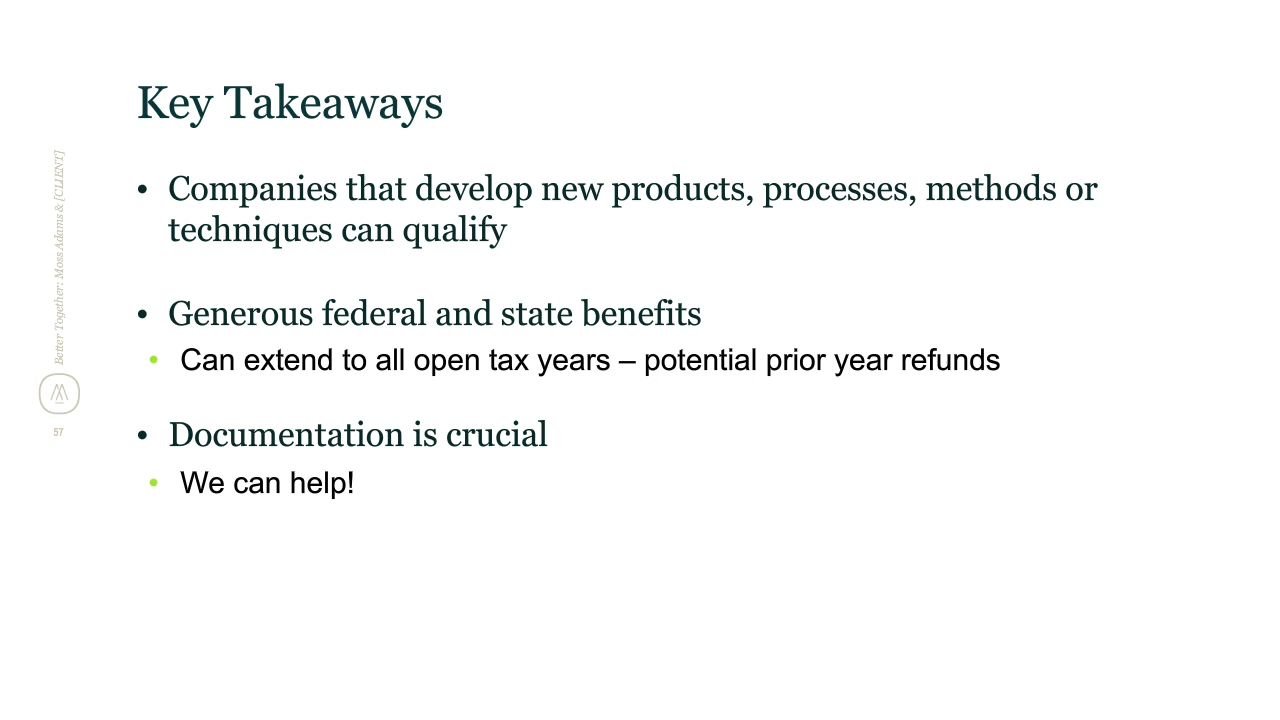 Key Takeaways
• Companies that develop new products, processes, methods or
techniques can qualify
• Generous federal and state benefits
• Can extend to all open tax years – potential prior year refunds
• Documentation is crucial
• We can help!
Better Together: Moss Adams & [CLIENT]
57